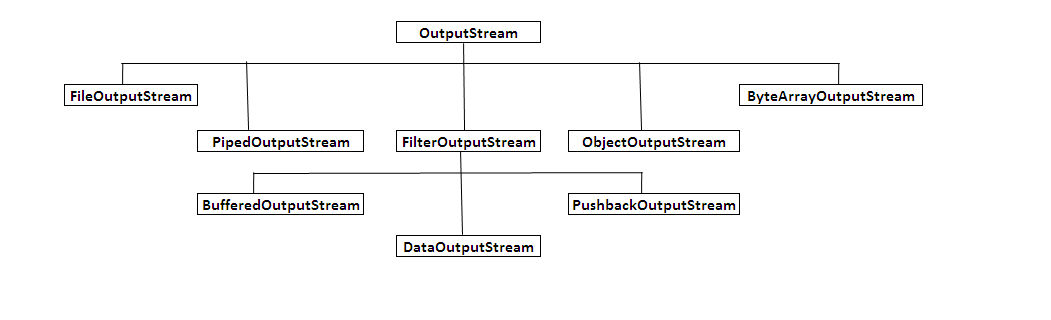 OutputStream
FileOutputStream
ByteArrayOutputStream
PipedOutputStream
FilterOutputStream
ObjectOutputStream
BufferedOutputStream
PushbackOutputStream
DataOutputStream